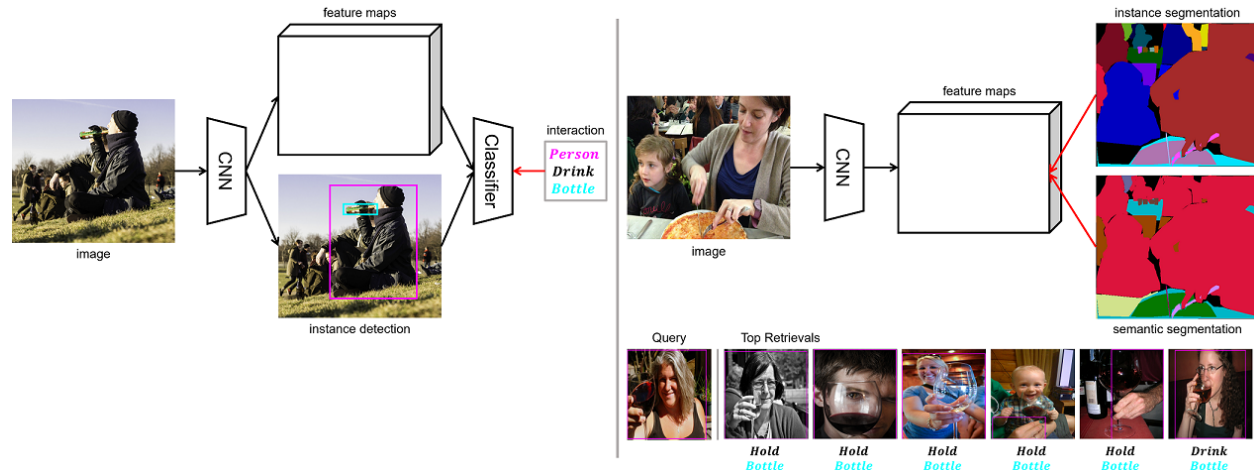 feature maps
CNN
image
instance detection
Classifier
interaction
Person
Drink
Bottle
instance segmentation
feature maps
CNN
image
semantic segmentation
Query
Top Retrievals
Hold
Bottle
Hold
Bottle
Hold
Bottle
Hold
Bottle
Hold
Bottle
Drink
Bottle